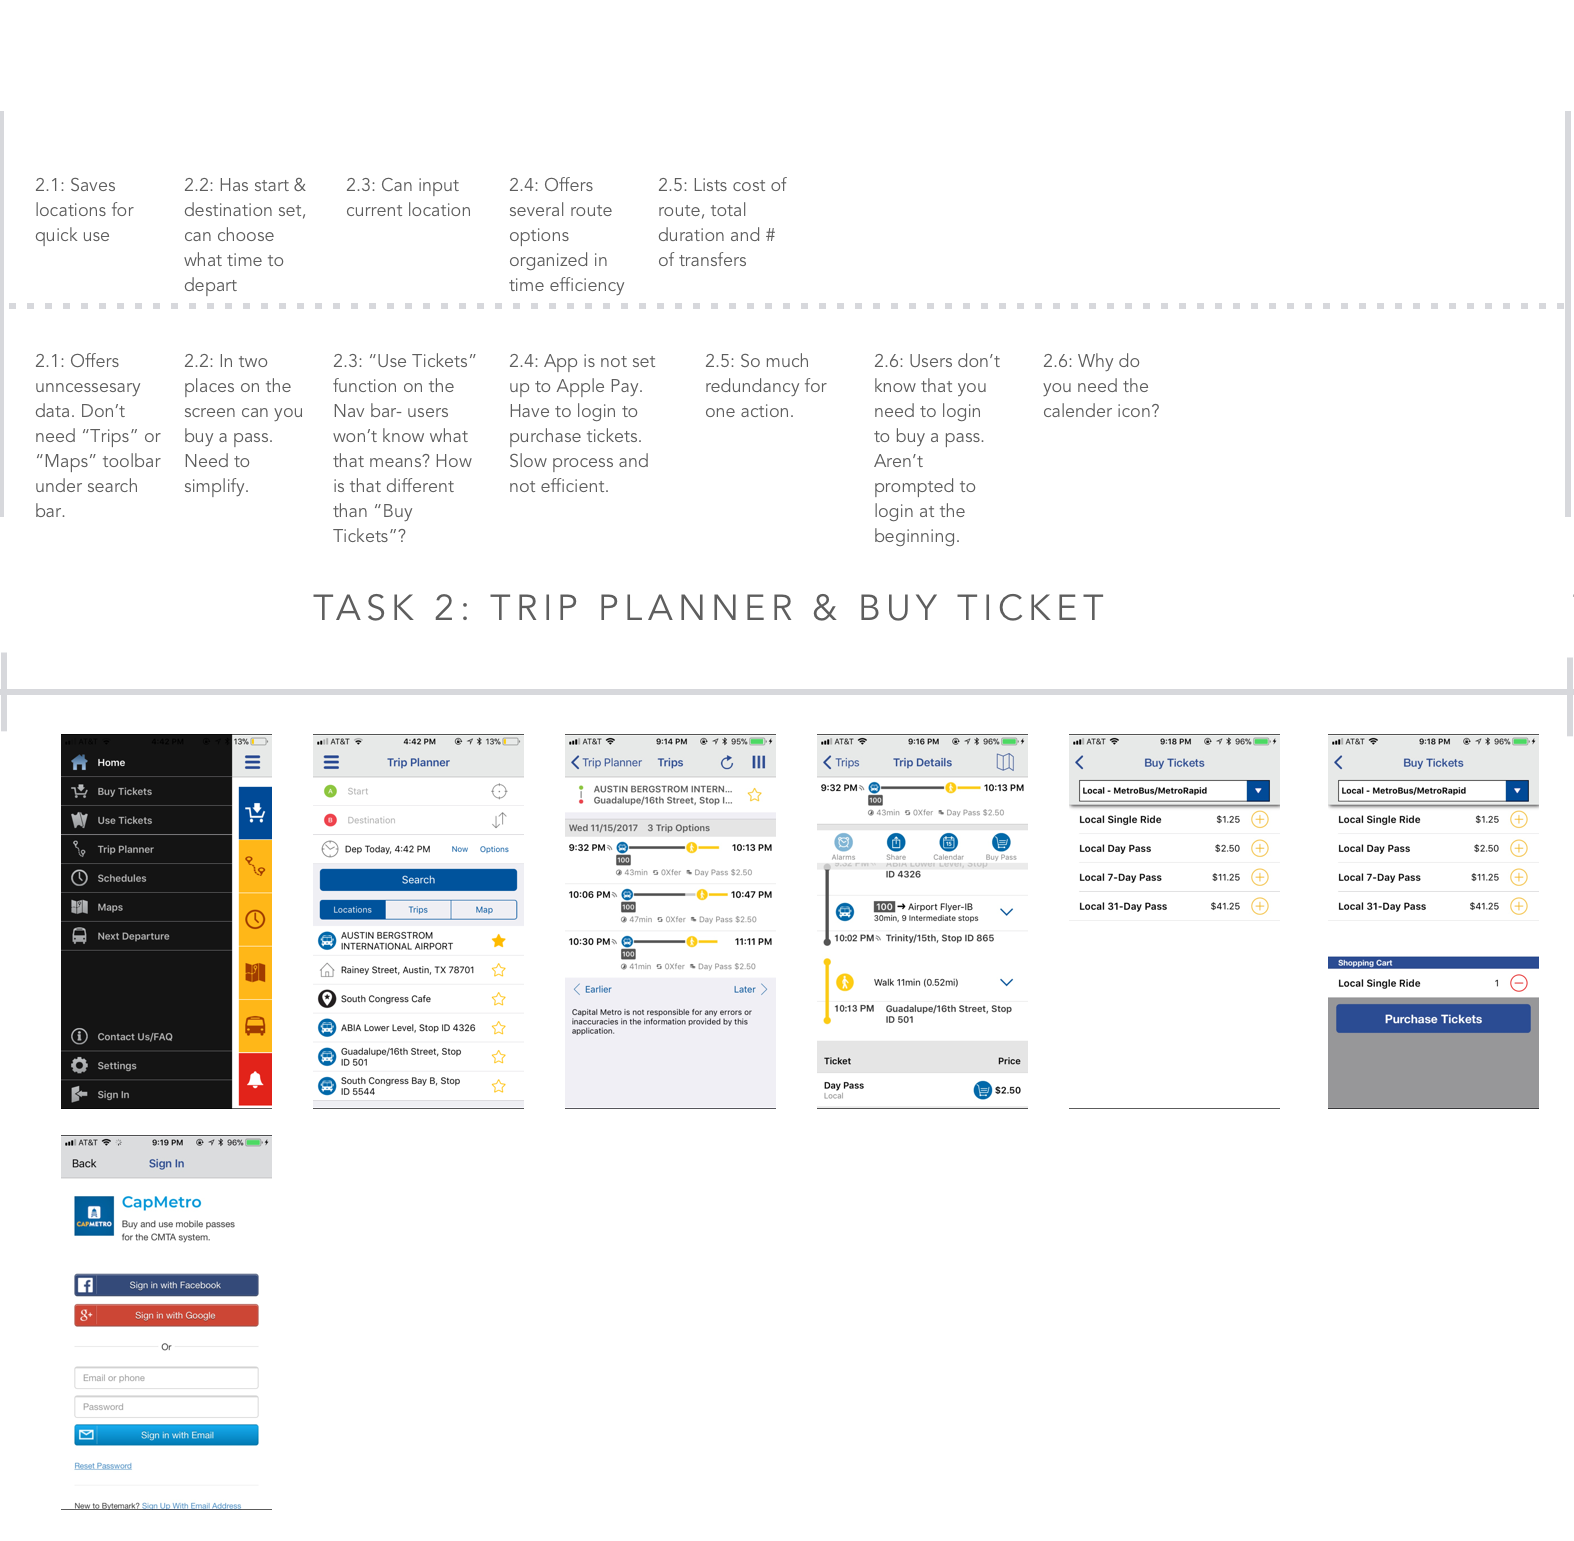 2.1: Saves
locations for
quick use
2.2: Has start &
destination set,
can choose
what time to
depart
2.3: Can input
current location
2.4: Offers
several route
options
organized in
time efficiency
2.5: Lists cost of
route, total
duration and #
of transfers
2.1: Offers
unncessesary
data. Don't
need “Trips” or
“Maps” toolbar
under search
bar.
2.2: In two
places on the
screen can you
buy a pass.
Need to
simplify.
2.3: “Use Tickets”
function on the
Nav bar- users
won't know what
that means? How
is that different
than “Buy
Tickets”?
2.4: App is not set
up to Apple Pay.
Have to login to
purchase tickets.
Slow process and
not efficient.
2.5: So much
redundancy for
one action.
2.6: Users don't
know that you
need to login
to buy a pass.
Aren't
prompted to
login at the
beginning.
2.6: Why do
you need the
calender icon?
TASK 2: TRIP PLANNER & BUY TICKET
AT&T 4:42 PM 13%
Home
Buy Tickets
Use Tickets
Trip Planner
Schedules
Maps
Next Departure
Contact Us/FAQ
Settings
Sign In
AT&T 4:42 PM 13%
Trip Planner
A Start
B Destination
Dep Today, 4:42 PM Now Options
Search
Locations Trips Map
AUSTIN BERGSTROM
INTERNATIONAL AIRPORT
Rainey Street, Austin, TX 78701
South Congress Cafe
ABIA Lower Level, Stop ID 4326
Guadalupe/16th Street, Stop
ID 501
South Congress Bay B, Stop
ID 5544
AT&T 9:14 PM 95%
Trip Planner Trips
AUSTIN BERGSTROM INTERN...
Guadalupe/16th Street, Stop I...
Wed 11/15/2017 3 Trip Options
9:32 PM 10:13 PM
100
43min 0Xfer Day Pass $2.50
10:06 PM 10:47 PM
100
47min 0Xfer Day Pass $2.50
10:30 PM 11:11 PM
100
41min 0Xfer Day Pass $2.50
Earlier Later
Capital Metro is not responsible for any errors or
inaccuracies in the information provided by this
application.
AT&T 9:16 PM 96%
Trips Trip Details
9:32 PM 10:13 PM
100
43min 0Xfer Day Pass $2.50
15
Alarms Share Calendar Buy Pass
9:32 PM ABIA Lower Level, Stop
ID 4326
100 → Airport Flyer-IB
30min, 9 Intermediate stops
10:02 PM Trinity/15th, Stop ID 865
Walk 11min (0.52mi)
10:13 PM Guadalupe/16th Street, Stop
ID 501
Ticket Price
Day Pass
Local
$2.50
AT&T 9:18 PM 96%
Buy Tickets
Local - MetroBus/MetroRapid
Local Single Ride $1.25
Local Day Pass $2.50
Local 7-Day Pass $11.25
Local 31-Day Pass $41.25
AT&T 9:18 PM 96%
Buy Tickets
Local - MetroBus/MetroRapid
Local Single Ride $1.25
Local Day Pass $2.50
Local 7-Day Pass $11.25
Local 31-Day Pass $41.25
Shopping Cart
Local Single Ride 1
Purchase Tickets
AT&T 9:19 PM 96%
Back Sign In
CAPMETRO
CapMetro
Buy and use mobile passes
for the CMTA system.
f Sign in with Facebook
g+ Sign in with Google
Or
Email or phone
Password
Sign in with Email
Reset Password
New to Bytemark? Sign Up With Email Address